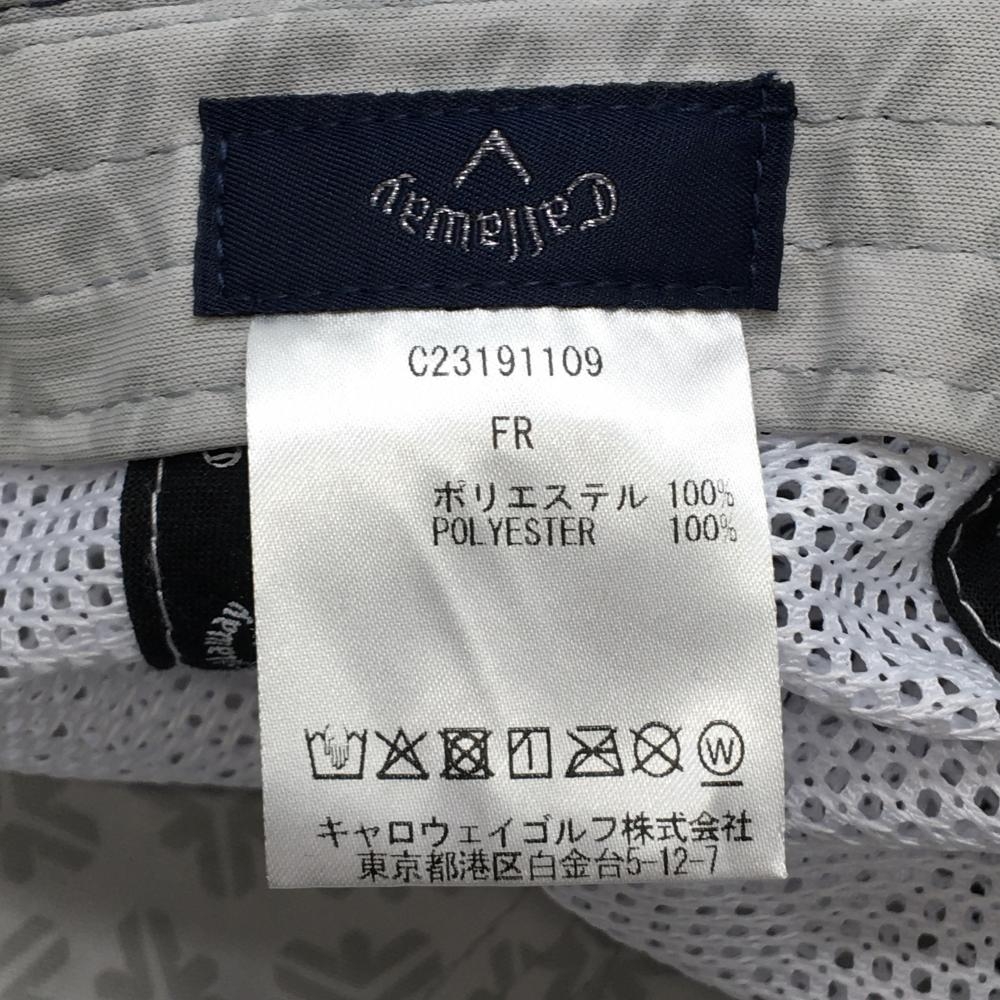 Callaway
C23191109
FR
ポリエステル 100%
POLYESTER 100%
W
キャロウェイゴルフ株式会社
東京都港区白金台5-12-7